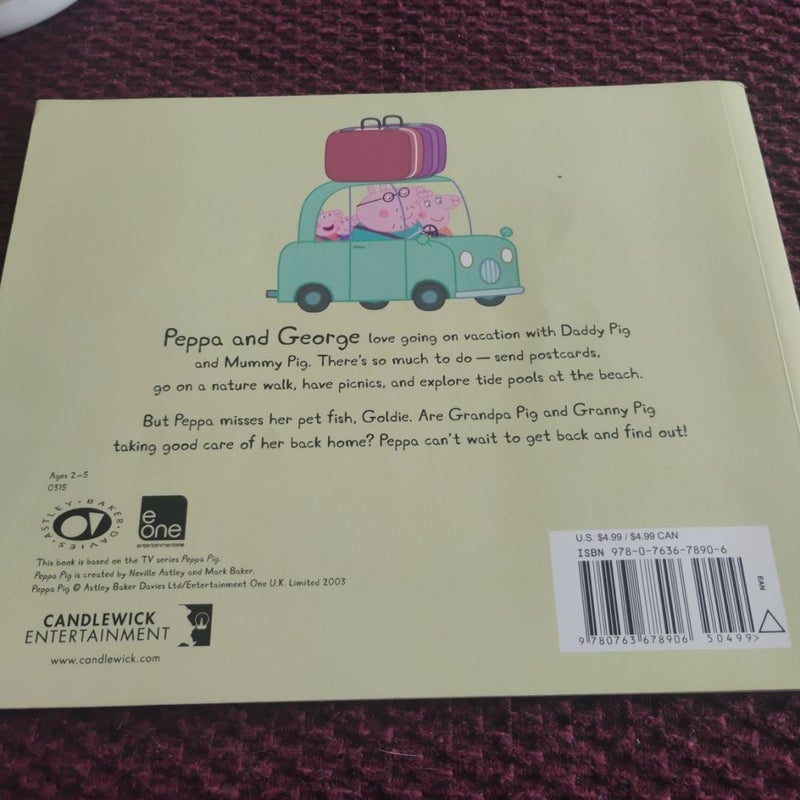 Peppa and George love going on vacation with Daddy Pig
and Mummy Pig. There's so much to do — send postcards,
go on a nature walk, have picnics, and explore tide pools at the beach.
But Peppa misses her pet fish, Goldie. Are Grandpa Pig and Granny Pig
taking good care of her back home? Peppa can't wait to get back and find out!
Ages 2–5
0315
ASTLEY · BAKER · DAVIES ·
e
one
entertainmentone
This book is based on the TV series Peppa Pig.
Peppa Pig is created by Neville Astley and Mark Baker.
Peppa Pig © Astley Baker Davies Ltd/Entertainment One U.K. Limited 2003
CANDLEWICK
ENTERTAINMENT
www.candlewick.com
U.S. $4.99 / $4.99 CAN
ISBN 978-0-7636-7890-6
EAN
9 780763 678906 50499>